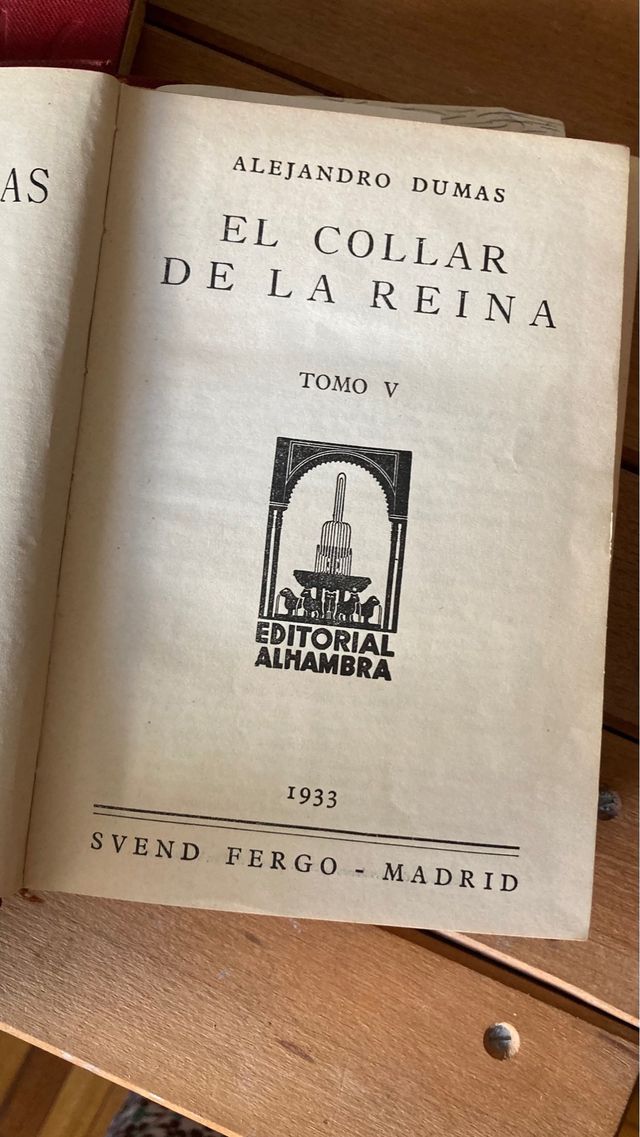 AS
ALEJANDRO DUMAS
EL COLLAR
DE LA REINA
TOMO V
EDITORIAL
ALHAMBRA
1933
SVEND FERGO - MADRID